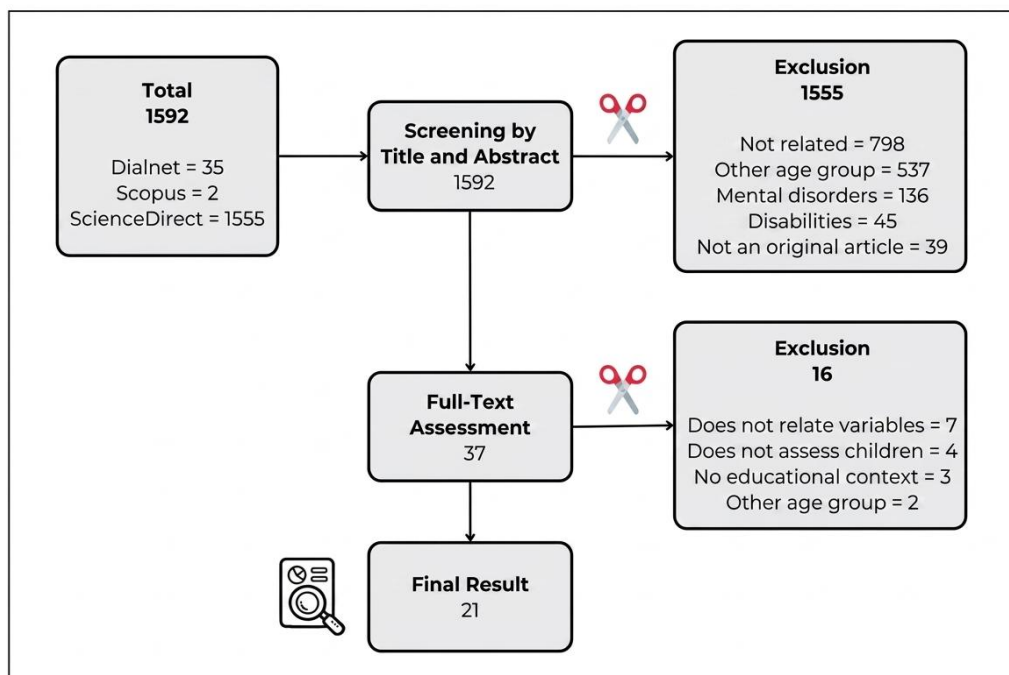 Total
1592
Dialnet = 35
Scopus = 2
ScienceDirect = 1555
Screening by
Title and Abstract
1592
Exclusion
1555
Not related = 798
Other age group = 537
Mental disorders = 136
Disabilities = 45
Not an original article = 39
Full-Text
Assessment
37
Exclusion
16
Does not relate variables = 7
Does not assess children = 4
No educational context = 3
Other age group = 2
Final Result
21